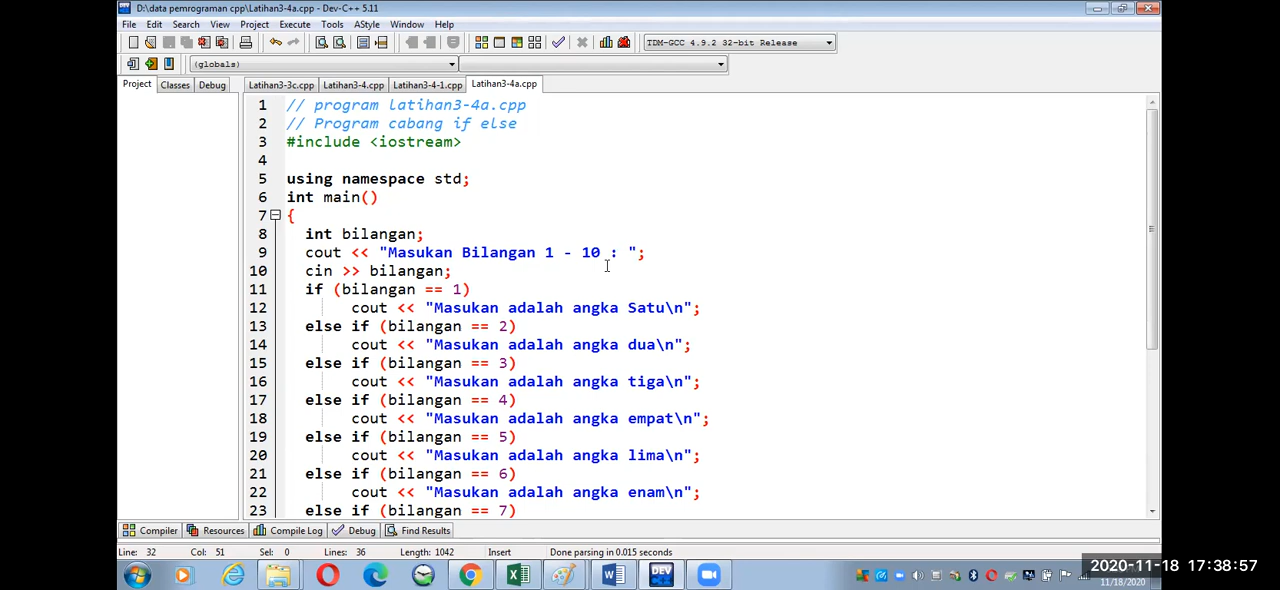 D:\data pemrograman cpp\Latihan3-4a.cpp - Dev-C++ 5.11
File Edit Search View Project Execute Tools AStyle Window Help
TDM-GCC 4.9.2 32-bit Release
(globals)
Project Classes Debug Latihan3-3c.cpp Latihan3-4.cpp Latihan3-4-1.cpp Latihan3-4a.cpp
1 // program latihan3-4a.cpp
2 // Program cabang if else
3 #include <iostream>
4
5 using namespace std;
6 int main()
7 {
8 int bilangan;
9 cout << "Masukan Bilangan 1 - 10 : ";
10 cin >> bilangan;
11 if (bilangan == 1)
12 cout << "Masukan adalah angka Satu\n";
13 else if (bilangan == 2)
14 cout << "Masukan adalah angka dua\n";
15 else if (bilangan == 3)
16 cout << "Masukan adalah angka tiga\n";
17 else if (bilangan == 4)
18 cout << "Masukan adalah angka empat\n";
19 else if (bilangan == 5)
20 cout << "Masukan adalah angka lima\n";
21 else if (bilangan == 6)
22 cout << "Masukan adalah angka enam\n";
23 else if (bilangan == 7)
Compiler Resources Compile Log Debug Find Results
Line: 32 Col: 51 Sel: 0 Lines: 36 Length: 1042 Insert Done parsing in 0.015 seconds
DEV
2020-11-18 17:38:57
11/18/2020